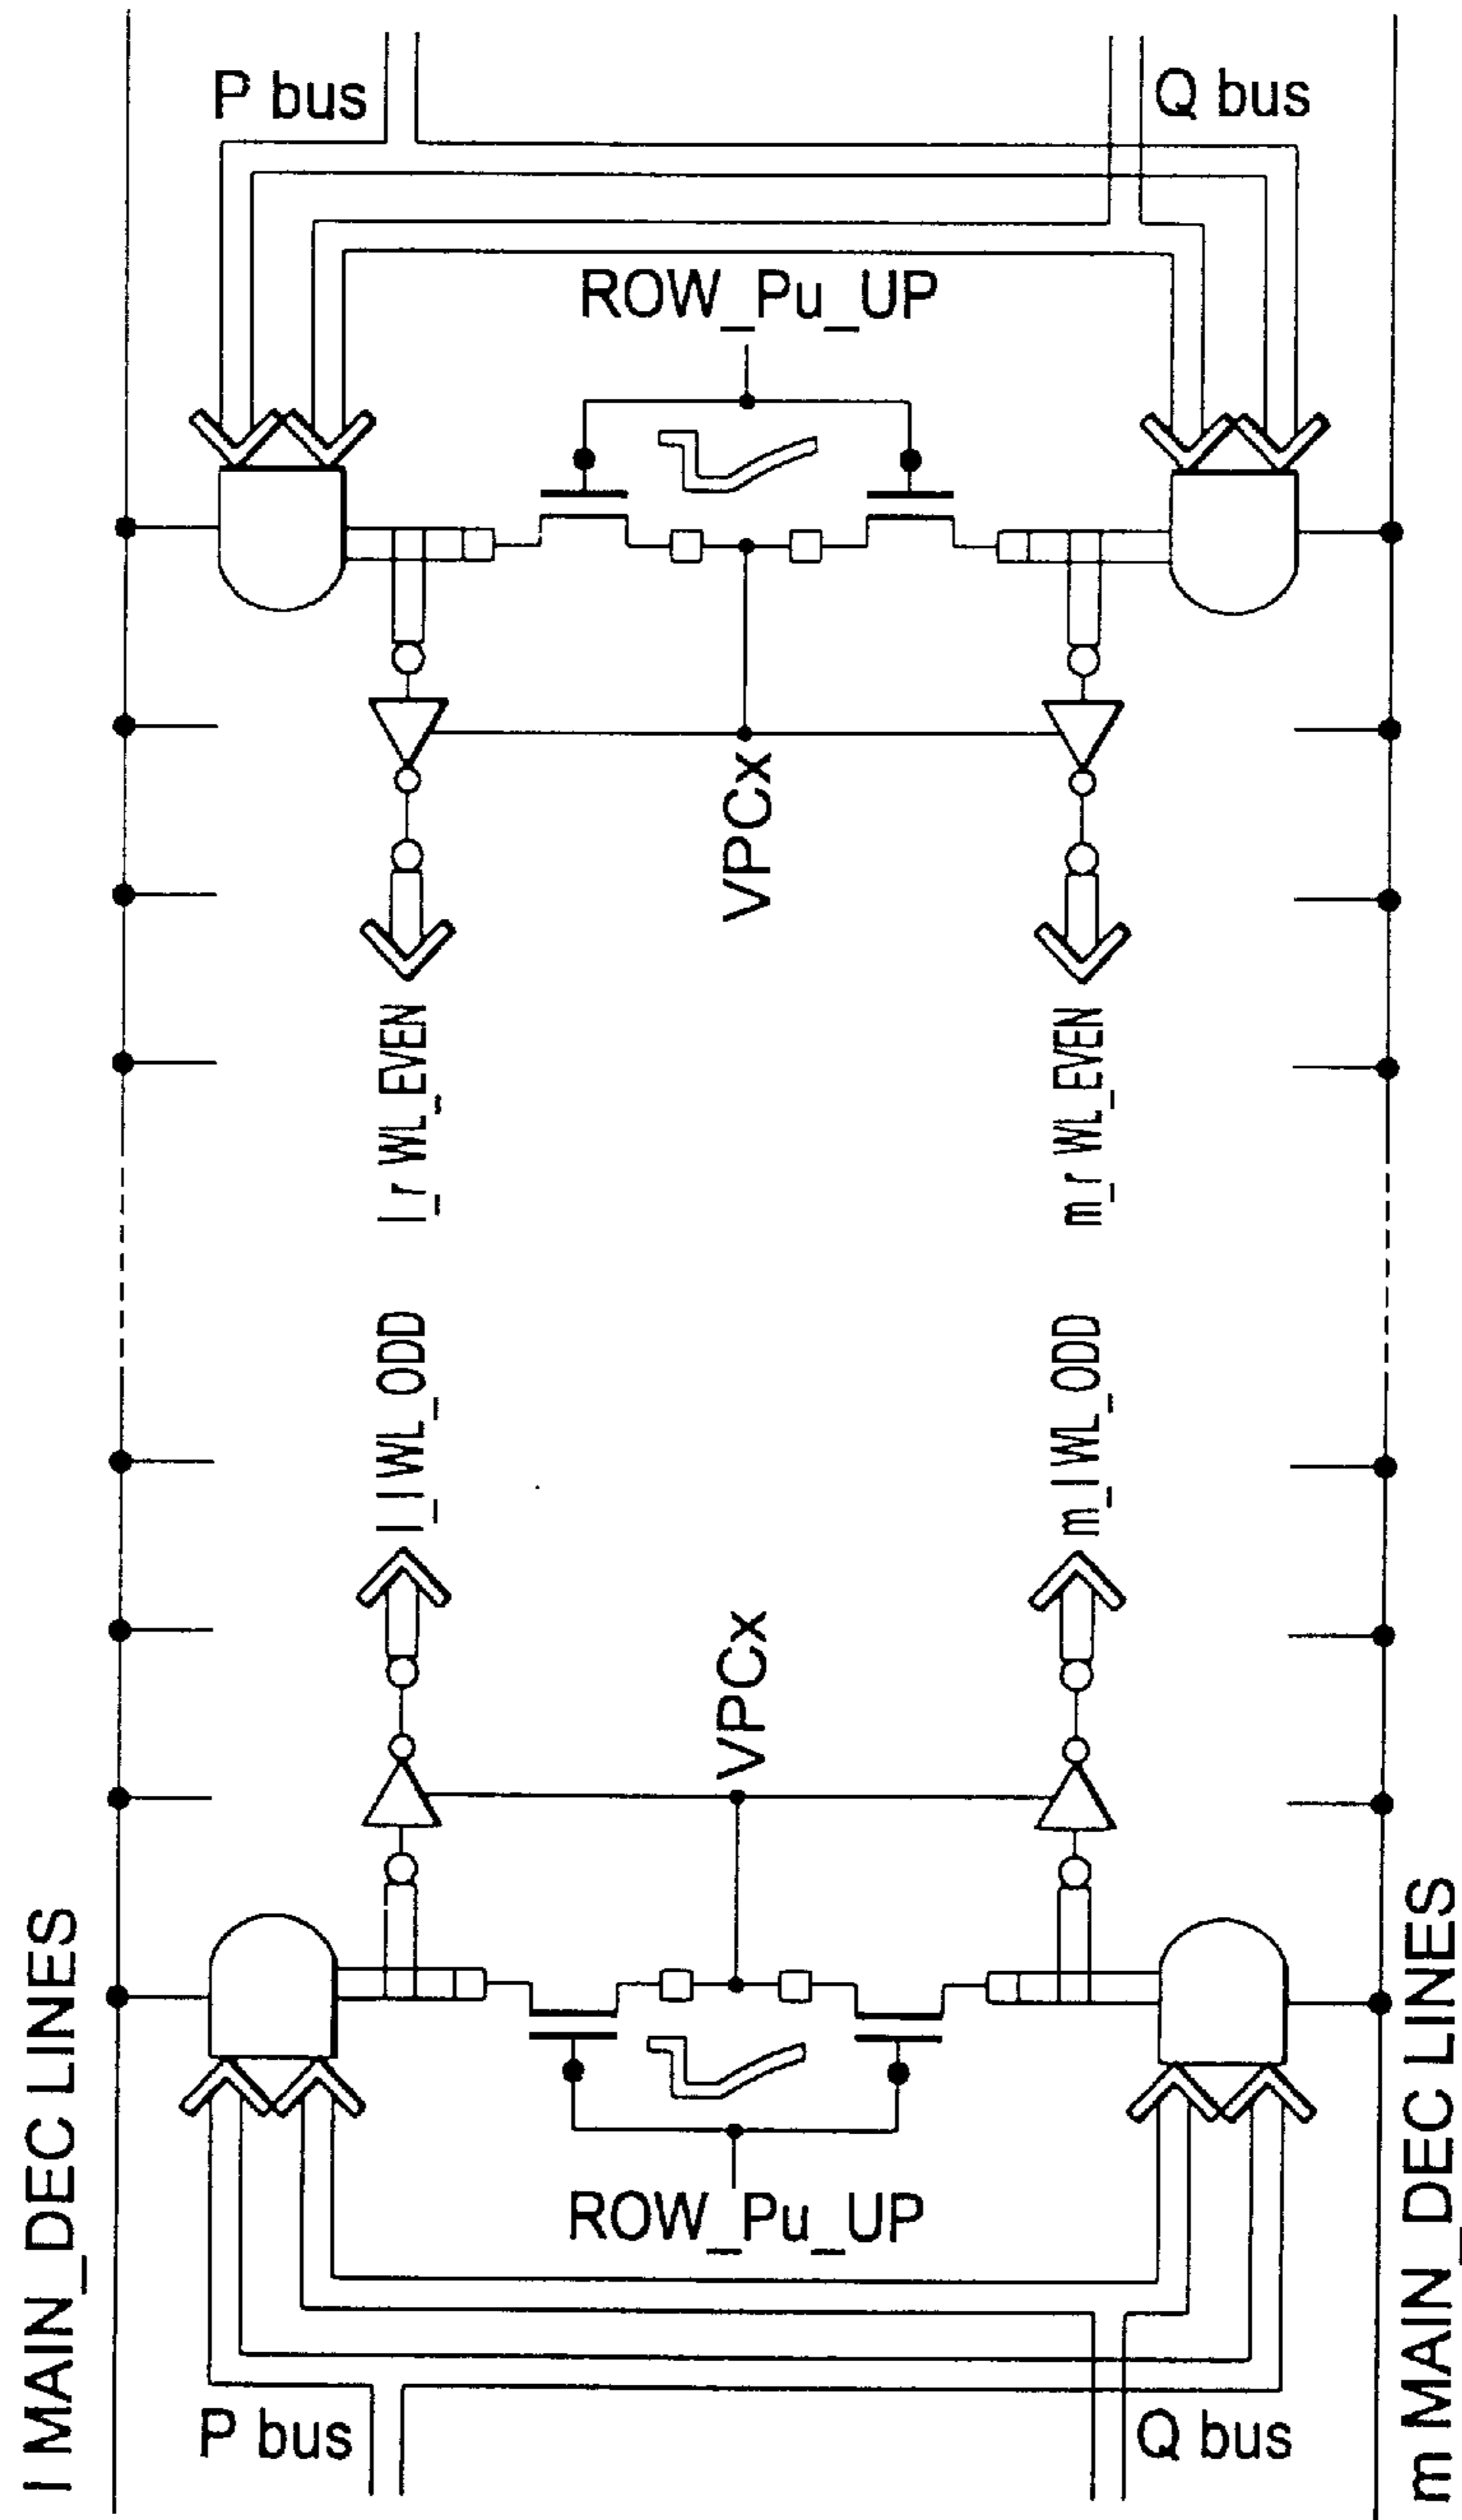 P bus
Q bus
ROW_Pu_UP
VPCx
l_r WL_EVEN
m_r WL_EVEN
l_l WL_ODD
m_l WL_ODD
VPCx
l MAIN_DEC LINES
m MAIN_DEC LINES
ROW_Pu_UP
P bus
Q bus